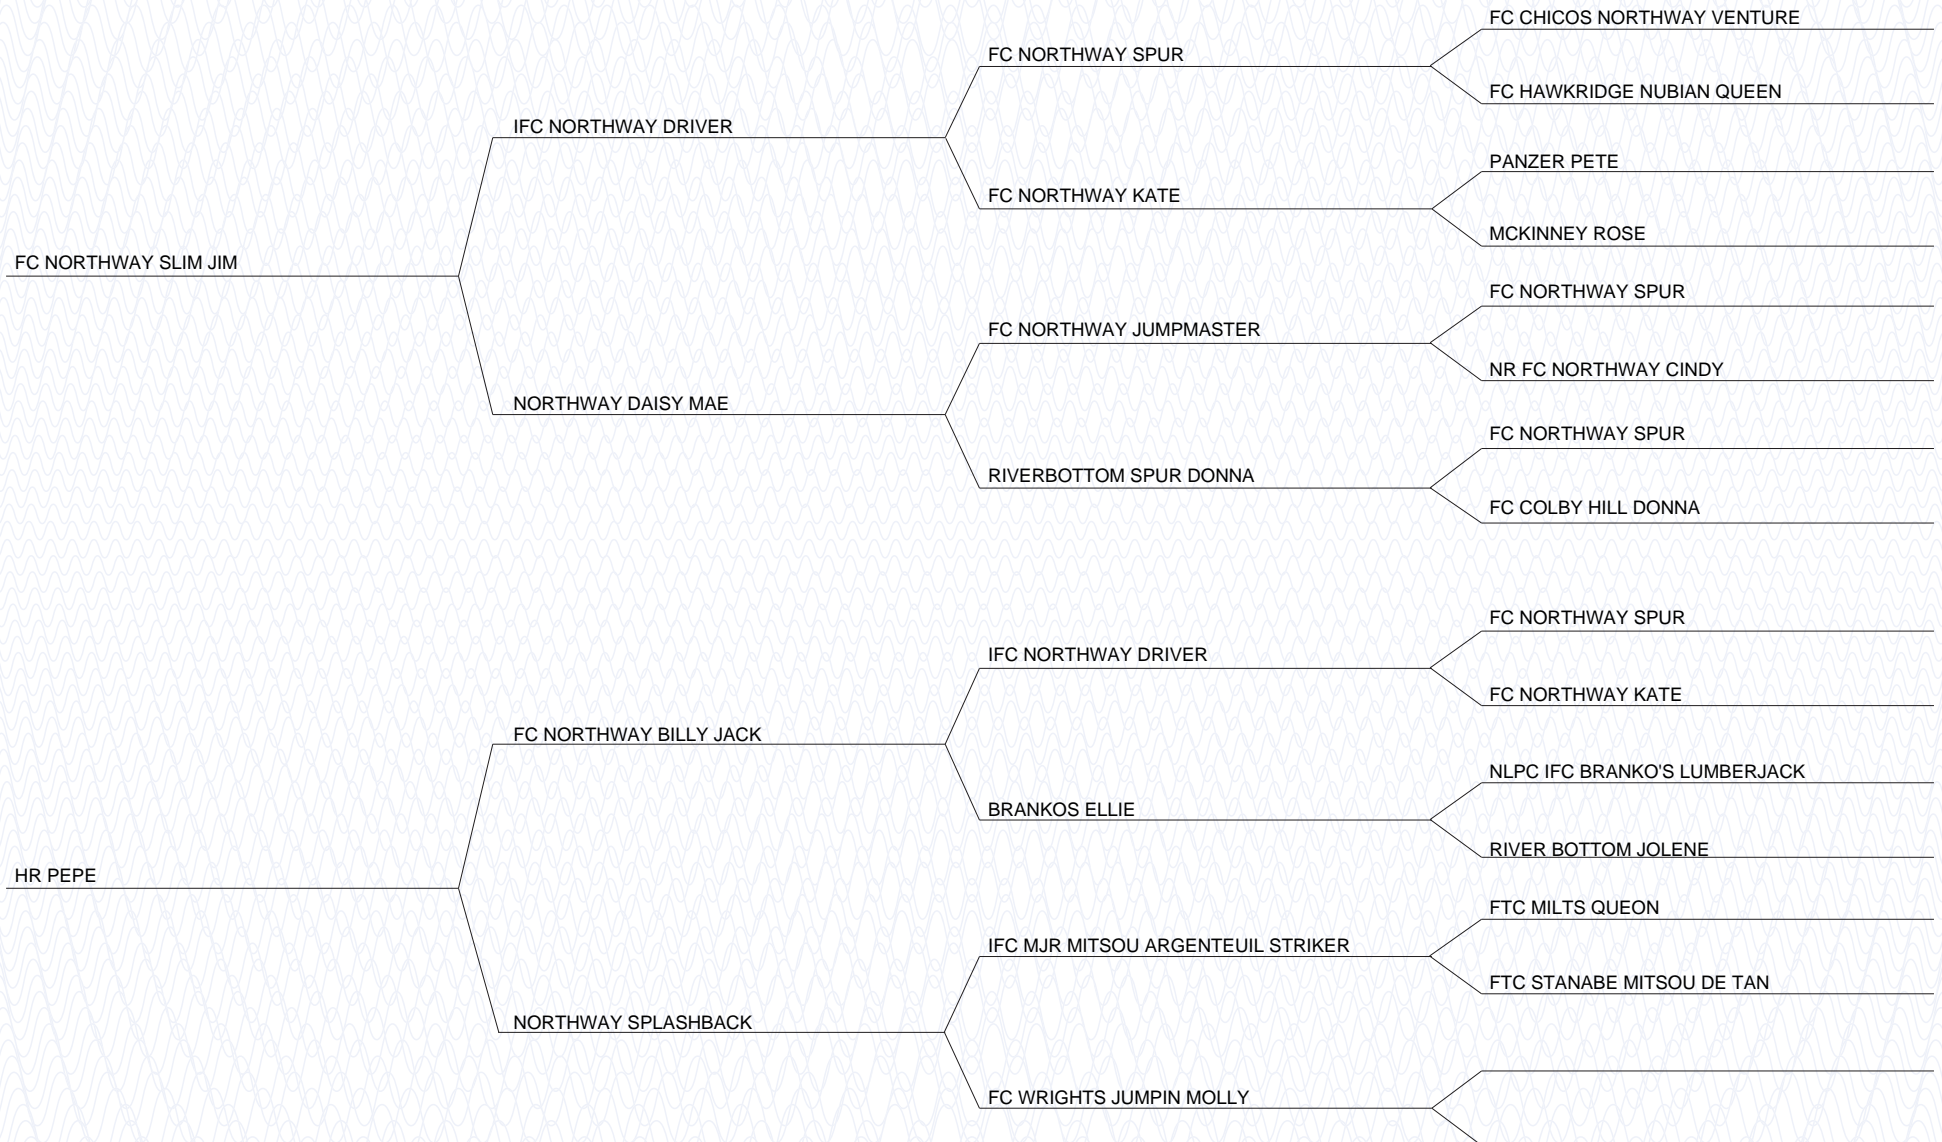 FC CHICOS NORTHWAY VENTURE
FC NORTHWAY SPUR
FC HAWKRIDGE NUBIAN QUEEN
IFC NORTHWAY DRIVER
PANZER PETE
FC NORTHWAY KATE
MCKINNEY ROSE
FC NORTHWAY SLIM JIM
FC NORTHWAY SPUR
FC NORTHWAY JUMPMASTER
NR FC NORTHWAY CINDY
NORTHWAY DAISY MAE
FC NORTHWAY SPUR
RIVERBOTTOM SPUR DONNA
FC COLBY HILL DONNA
FC NORTHWAY SPUR
IFC NORTHWAY DRIVER
FC NORTHWAY KATE
FC NORTHWAY BILLY JACK
NLPC IFC BRANKO'S LUMBERJACK
BRANKOS ELLIE
RIVER BOTTOM JOLENE
HR PEPE
FTC MILTS QUEON
IFC MJR MITSOU ARGENTEUIL STRIKER
FTC STANABE MITSOU DE TAN
NORTHWAY SPLASHBACK
FC WRIGHTS JUMPIN MOLLY